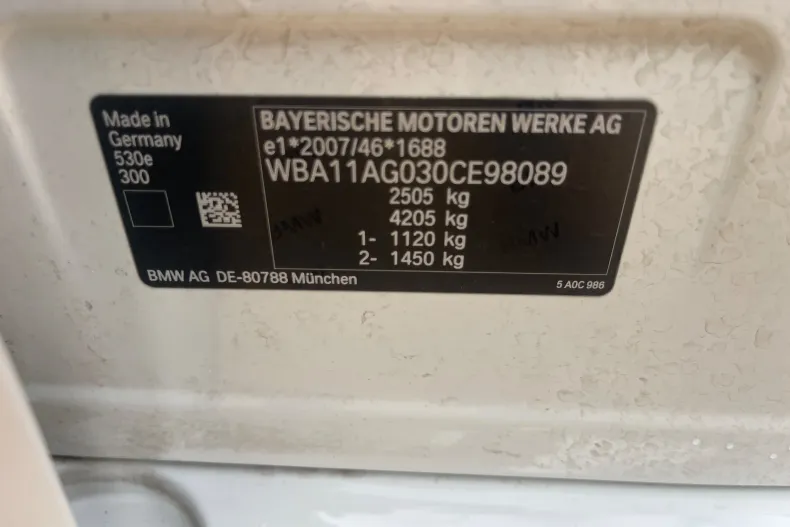 Made in
Germany
530e
300
BAYERISCHE MOTOREN WERKE AG
e1*2007/46*1688
WBA11AG030CE98089
2505 kg
4205 kg
1- 1120 kg
2- 1450 kg
BMW AG DE-80788 München
5 A0C 986